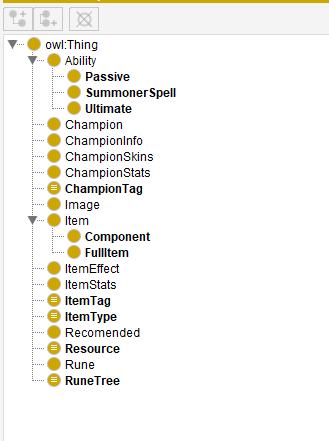 owl:Thing
Ability
Passive
SummonerSpell
Ultimate
Champion
ChampionInfo
ChampionSkins
ChampionStats
ChampionTag
Image
Item
Component
FullItem
ItemEffect
ItemStats
ItemTag
ItemType
Recomended
Resource
Rune
RuneTree